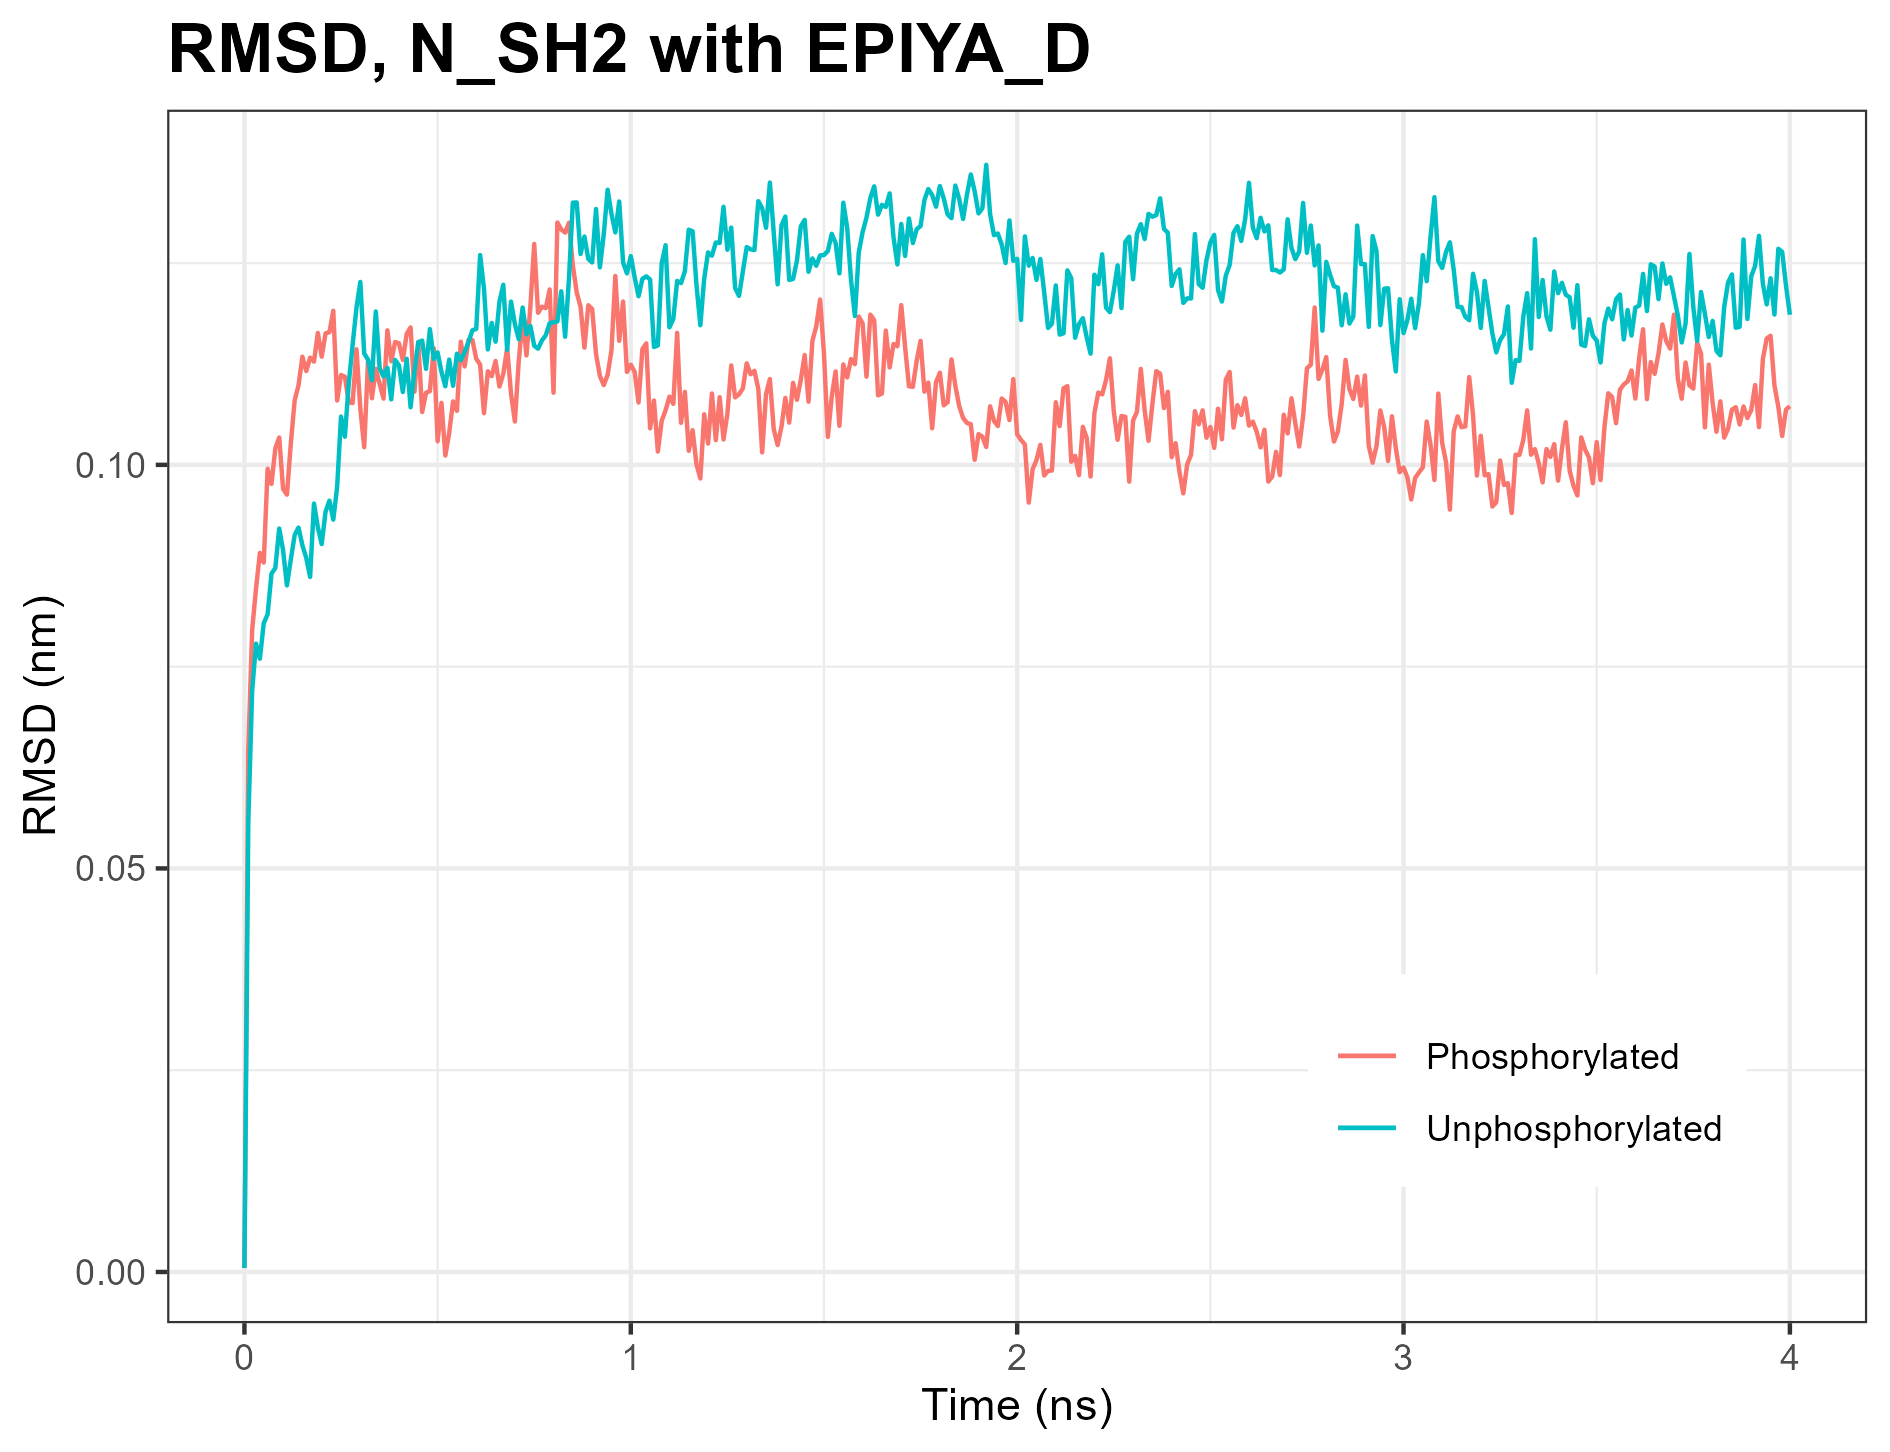 RMSD, N_SH2 with EPIYA_D
RMSD (nm)
0.10
0.05
0.00
Phosphorylated
Unphosphorylated
0 1 2 3 4
Time (ns)